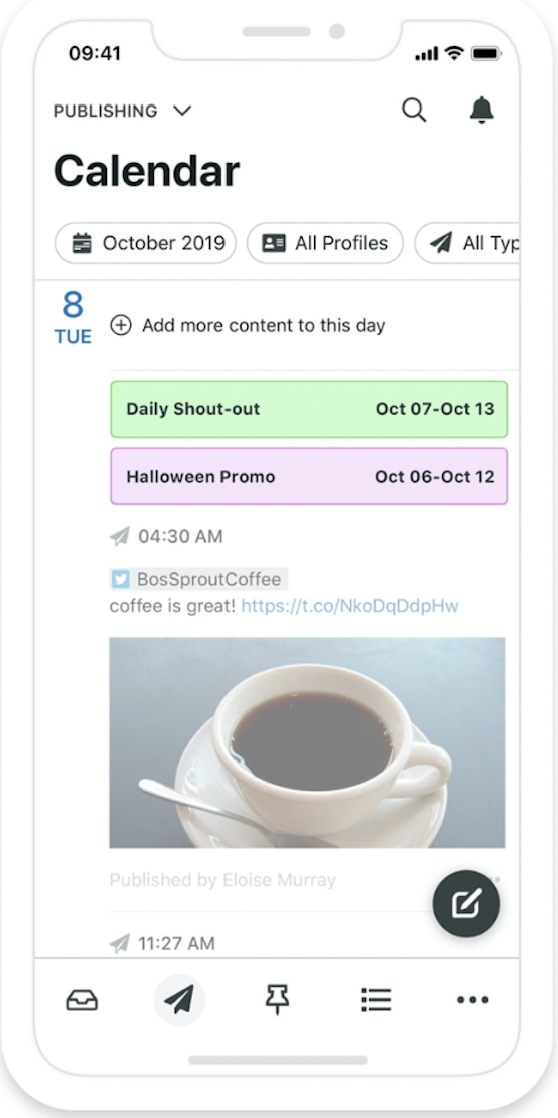 09:41
PUBLISHING
Calendar
October 2019
All Profiles
All Typ
8
TUE
Add more content to this day
Daily Shout-out
Oct 07-Oct 13
Halloween Promo
Oct 06-Oct 12
04:30 AM
BosSproutCoffee
coffee is great! https://t.co/NkoDqDdpHw
Published by Eloise Murray
11:27 AM